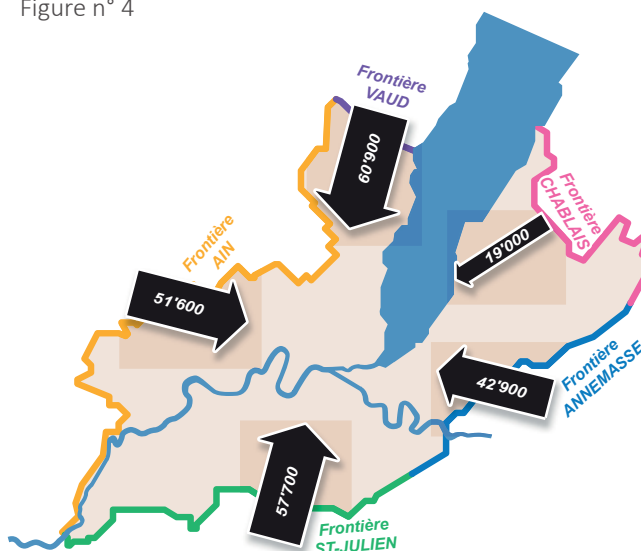 Figure n° 4
Frontière
VAUD
60'900
Frontière
CHABLAIS
19'000
Frontière
AIN
51'600
Frontière
ANNEMASSE
42'900
57'700
Frontière
ST-JULIEN